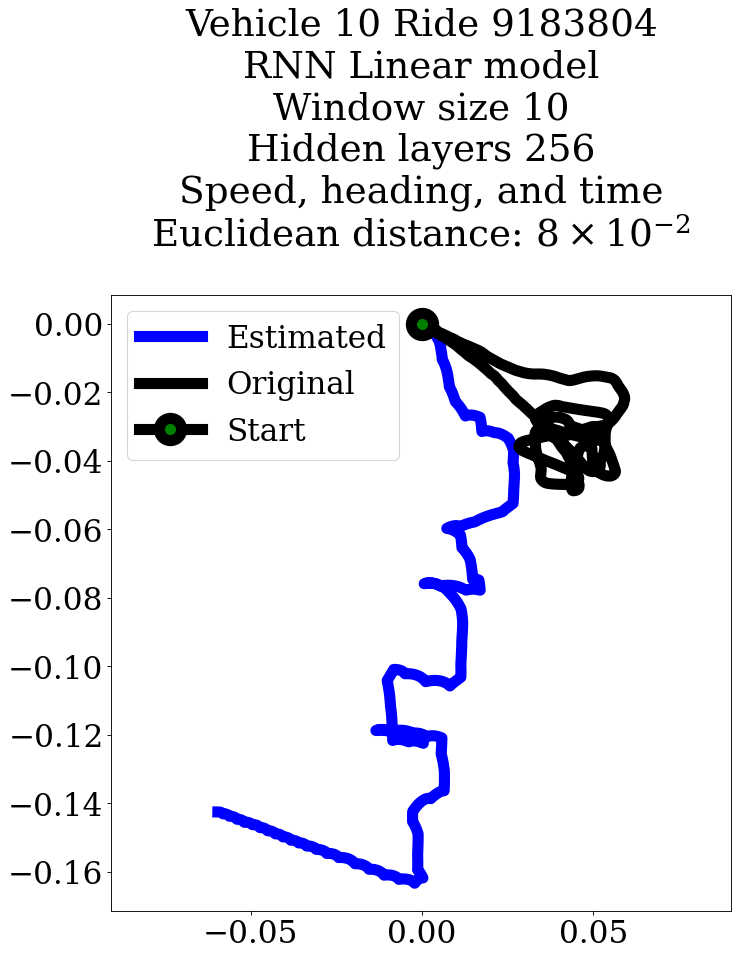 Vehicle 10 Ride 9183804
RNN Linear model
Window size 10
Hidden layers 256
Speed, heading, and time
Euclidean distance: 8 × 10⁻²
Estimated
Original
Start
0.00
−0.02
−0.04
−0.06
−0.08
−0.10
−0.12
−0.14
−0.16
−0.05
0.00
0.05